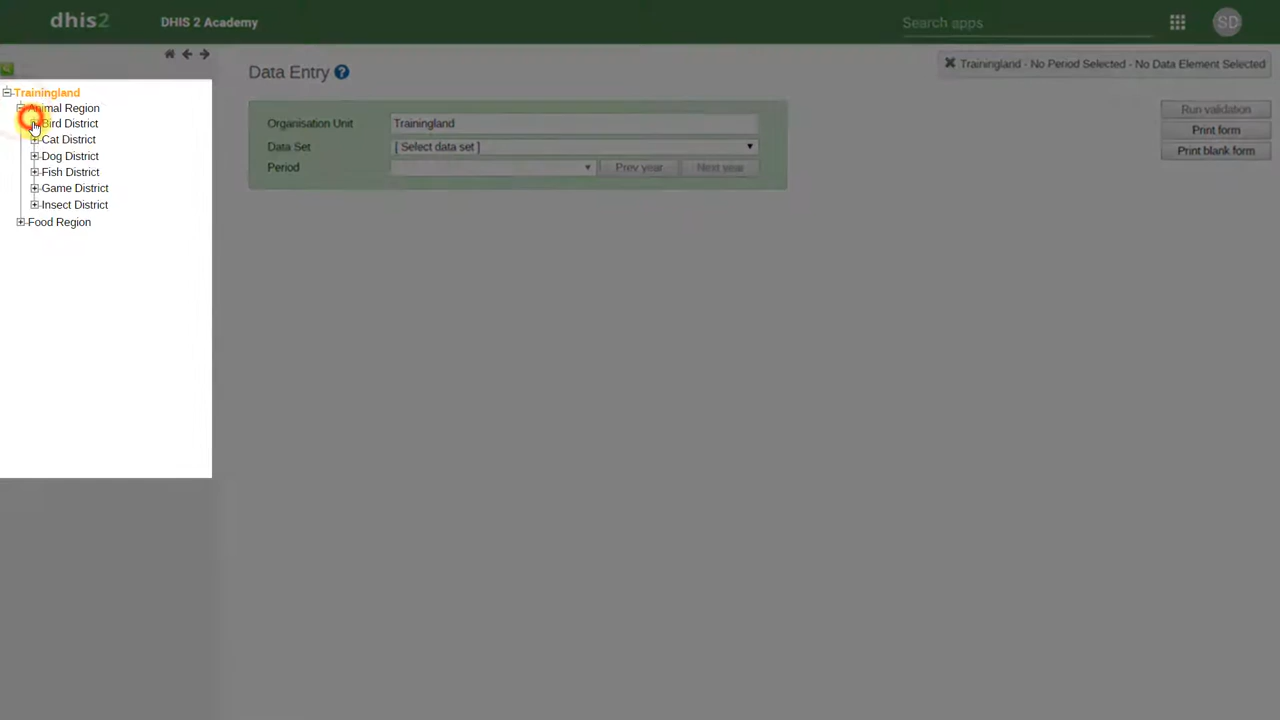 dhis2
DHIS 2 Academy
Search apps
SD
Trainingland
Animal Region
Bird District
Cat District
Dog District
Fish District
Game District
Insect District
Food Region
Data Entry ?
Trainingland - No Period Selected - No Data Element Selected
Organisation Unit Trainingland
Data Set [ Select data set ]
Period Prev year Next year
Run validation
Print form
Print blank form